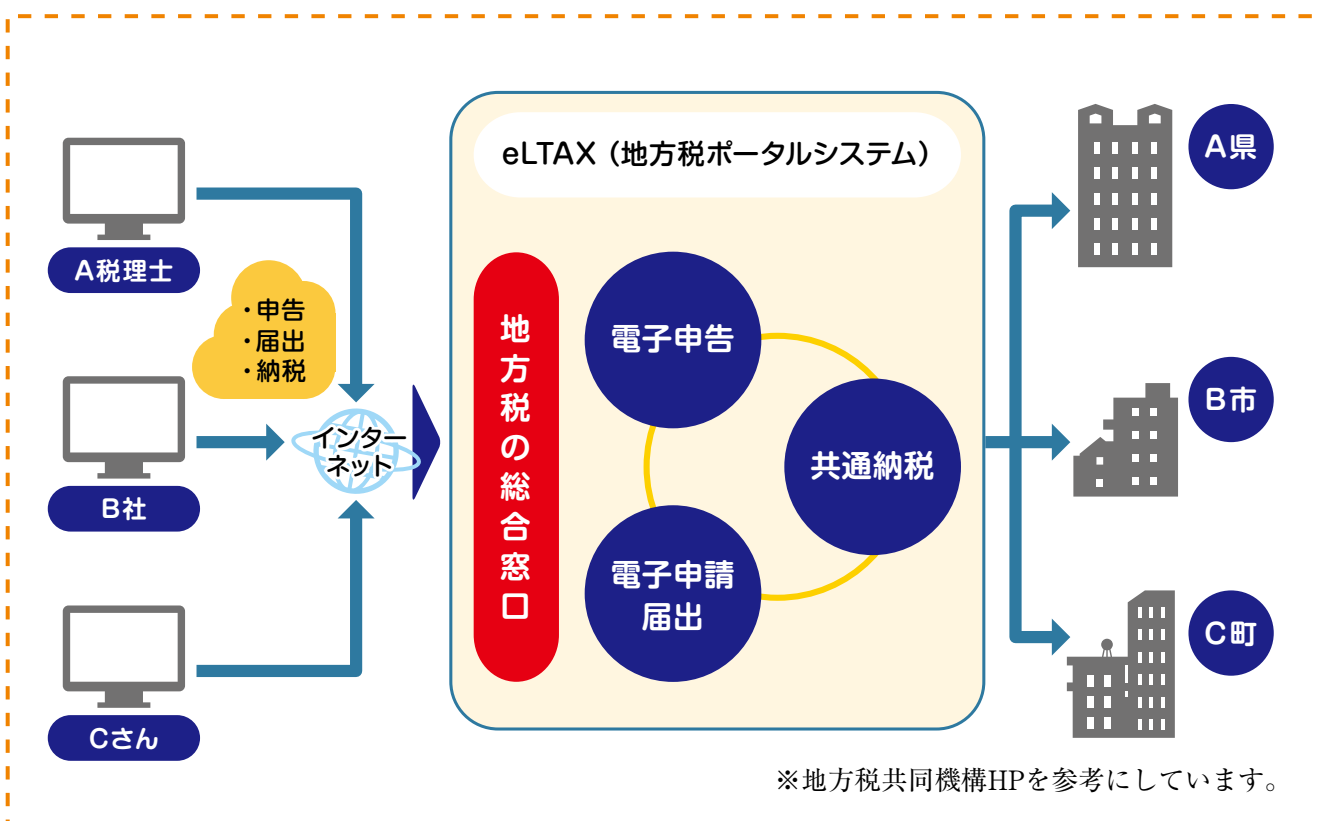 eLTAX(地方税ポータルシステム)
A税理士
・申告
・届出
・納税
B社
Cさん
インター
ネット
地方税の総合窓口
電子申告
共通納税
電子申請
届出
A県
B市
C町
※地方税共同機構HPを参考にしています。